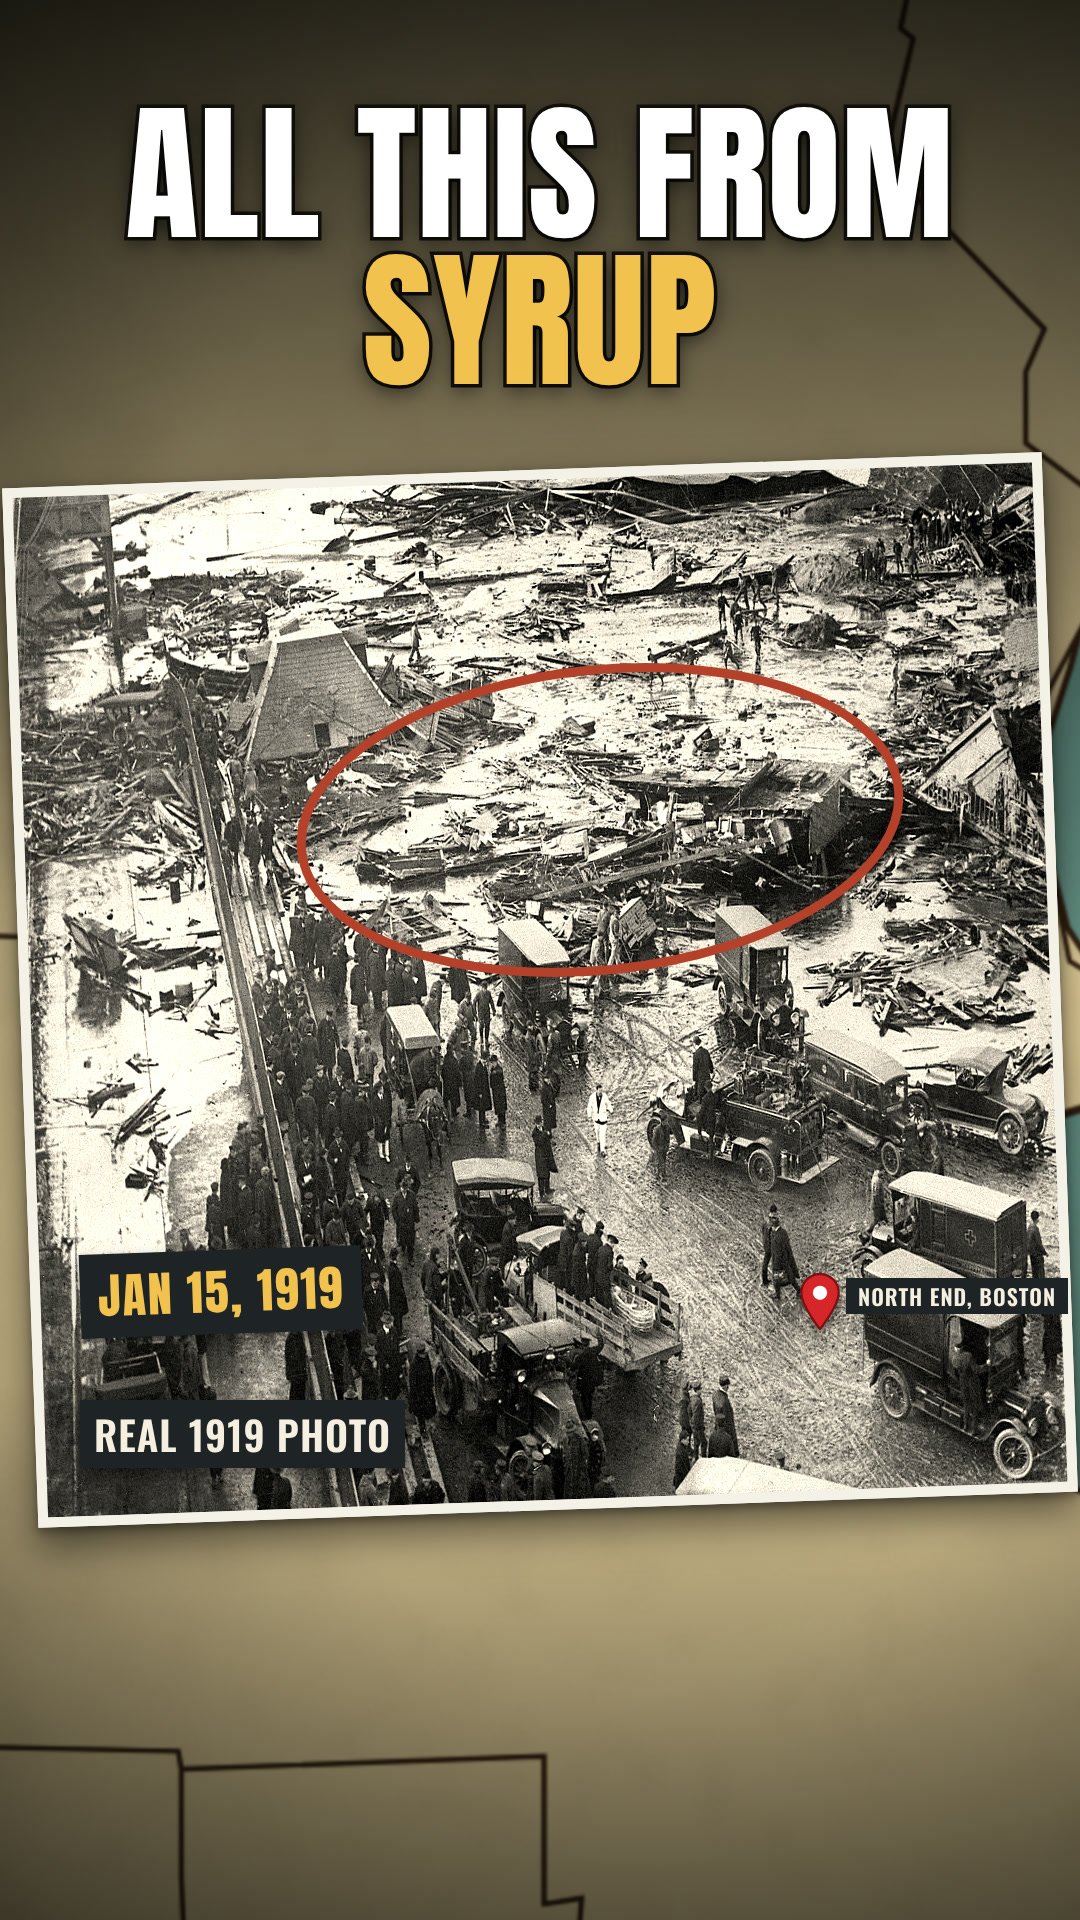 ALL THIS FROM
SYRUP
JAN 15, 1919
NORTH END, BOSTON
REAL 1919 PHOTO